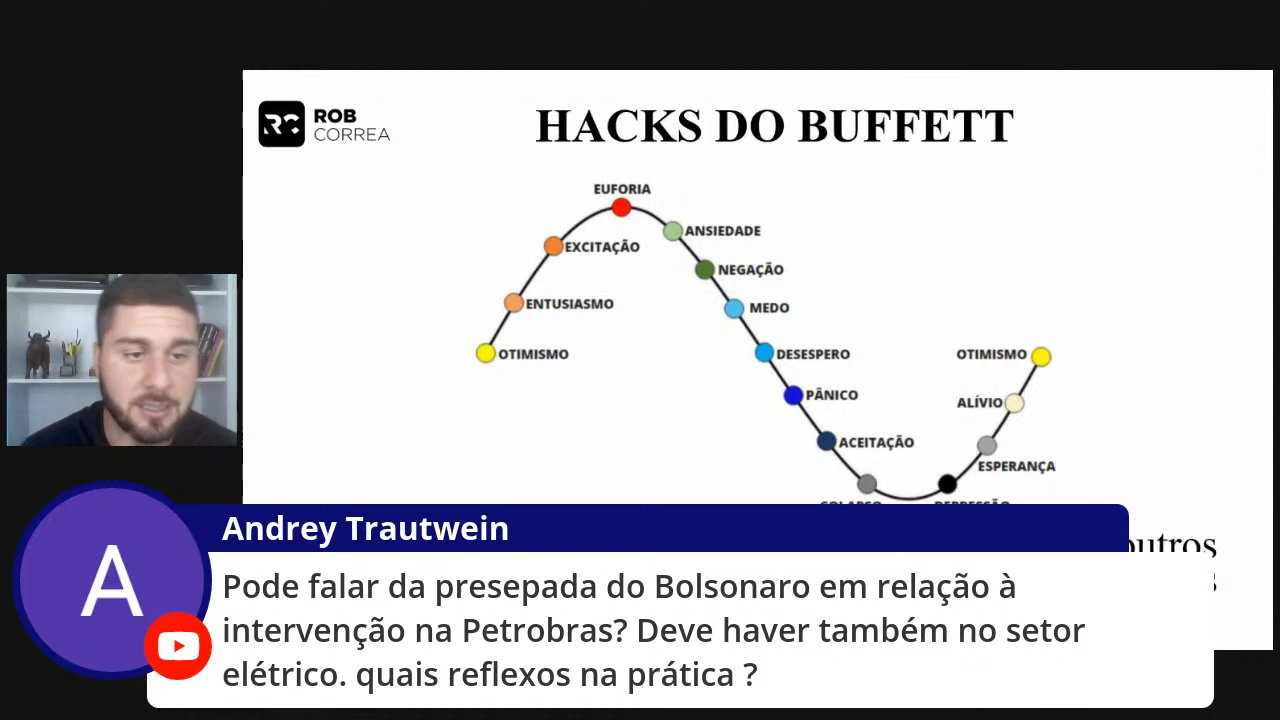 ROB
CORREA
HACKS DO BUFFETT
EUFORIA
ANSIEDADE
EXCITAÇÃO
NEGAÇÃO
ENTUSIASMO
MEDO
OTIMISMO
DESESPERO
OTIMISMO
PÂNICO
ALÍVIO
ACEITAÇÃO
ESPERANÇA
outros
Andrey Trautwein
A
Pode falar da presepada do Bolsonaro em relação à
intervenção na Petrobras? Deve haver também no setor
elétrico. quais reflexos na prática ?